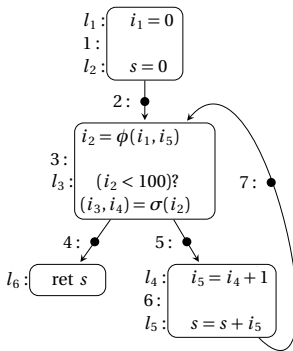 l₁: i₁ = 0
1:
l₂: s = 0
2:
i₂ = ϕ(i₁, i₅)
3:
l₃: (i₂ < 100)?
7:
(i₃, i₄) = σ(i₂)
4: 5:
l₆: ret s
l₄: i₅ = i₄ + 1
6:
l₅: s = s + i₅